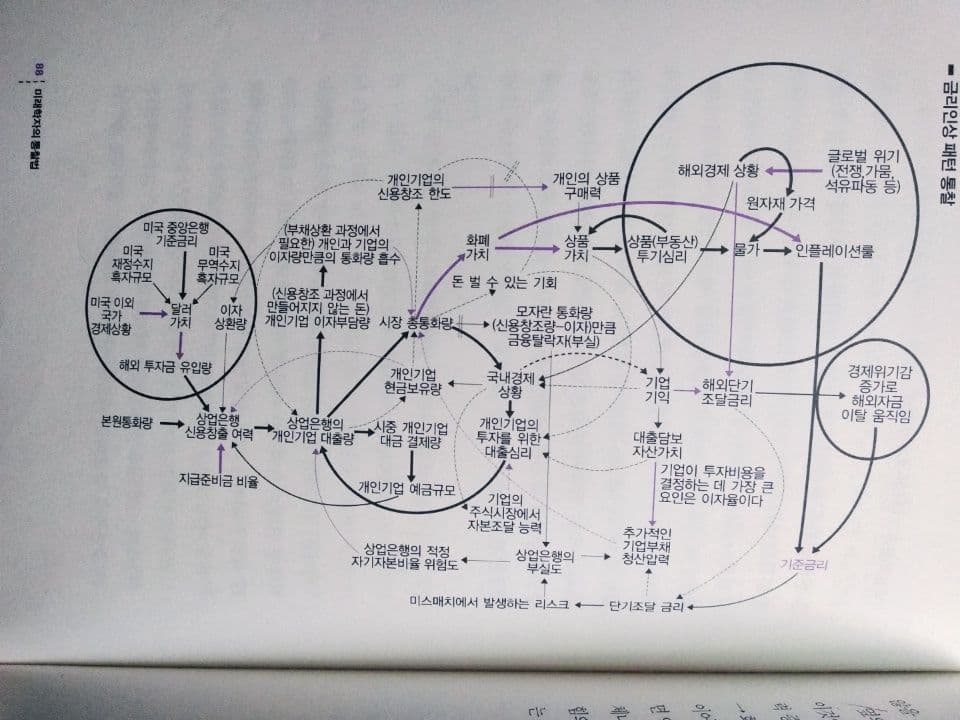 금리인상 패턴 통찰
88
미래학자의 통찰법
글로벌 위기
(전쟁,가뭄,
석유파동 등)
해외경제 상황
원자재 가격
개인기업의
신용창조 한도
개인의 상품
구매력
화폐
가치
상품
가치
상품(부동산)
투기심리
물가
인플레이션룰
미국 중앙은행
기준금리
미국
재정수지
흑자규모
미국
무역수지
흑자규모
미국 이외
국가
경제상황
달러
가치
해외 투자금 유입량
이자
상환량
(부채상환 과정에서
필요한) 개인과 기업의
이자량만큼의 통화량 흡수
(신용창조 과정에서
만들어지지 않는 돈)
개인기업 이자부담량
시장 총통화량
돈 벌 수 있는 기회
모자란 통화량
(신용창조량-이자)만큼
금융탈락자(부실)
개인기업
현금보유량
국내경제
상황
기업
기익
해외단기
조달금리
경제위기감
증가로
해외자금
이탈 움직임
본원통화량
상업은행
신용창출 여력
상업은행의
개인기업 대출량
시중 개인기업
대금 결제량
개인기업의
투자를 위한
대출심리
대출담보
자산가치
지급준비금 비율
개인기업 예금규모
기업이 투자비용을
결정하는 데 가장 큰
요인은 이자율이다
기업의
주식시장에서
자본조달 능력
추가적인
기업부채
청산압력
상업은행의 적정
자기자본비율 위험도
상업은행의
부실도
기준금리
미스매치에서 발생하는 리스크
단기조달 금리